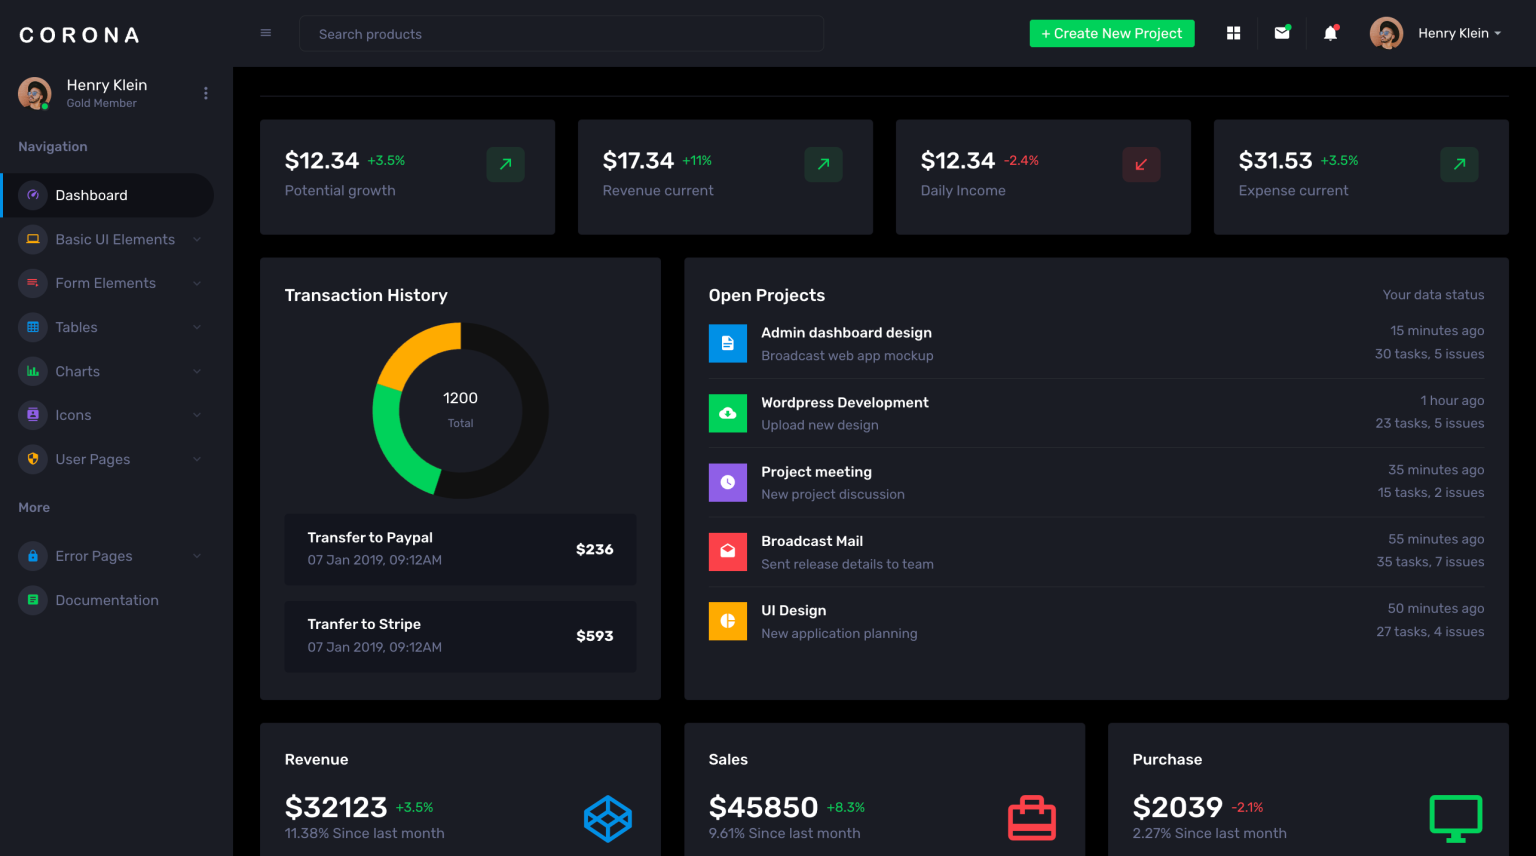 CORONA
Search products
+ Create New Project
Henry Klein
Henry Klein
Gold Member
Navigation
Dashboard
Basic UI Elements
Form Elements
Tables
Charts
Icons
User Pages
More
Error Pages
Documentation
$12.34 +3.5%
Potential growth
$17.34 +11%
Revenue current
$12.34 -2.4%
Daily Income
$31.53 +3.5%
Expense current
Transaction History
1200
Total
Transfer to Paypal
07 Jan 2019, 09:12AM
$236
Tranfer to Stripe
07 Jan 2019, 09:12AM
$593
Open Projects
Your data status
Admin dashboard design
Broadcast web app mockup
15 minutes ago
30 tasks, 5 issues
Wordpress Development
Upload new design
1 hour ago
23 tasks, 5 issues
Project meeting
New project discussion
35 minutes ago
15 tasks, 2 issues
Broadcast Mail
Sent release details to team
55 minutes ago
35 tasks, 7 issues
UI Design
New application planning
50 minutes ago
27 tasks, 4 issues
Revenue
$32123 +3.5%
11.38% Since last month
Sales
$45850 +8.3%
9.61% Since last month
Purchase
$2039 -2.1%
2.27% Since last month